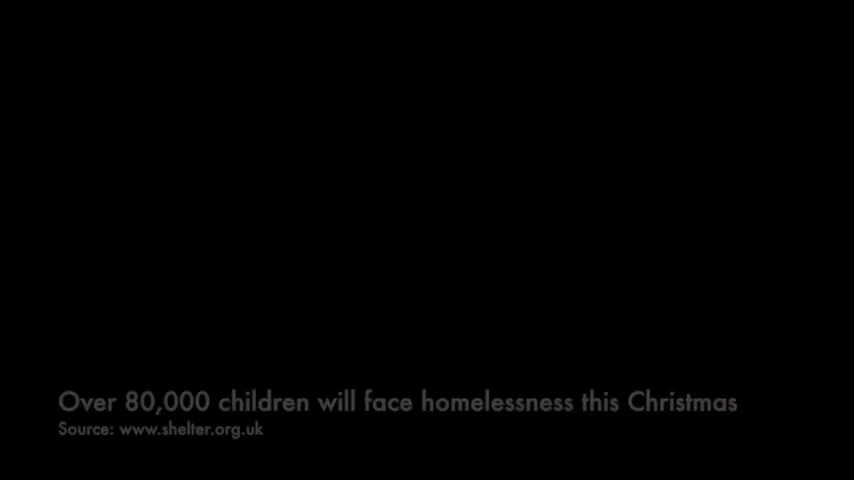 Over 80,000 children will face homelessness this Christmas
Source: www.shelter.org.uk